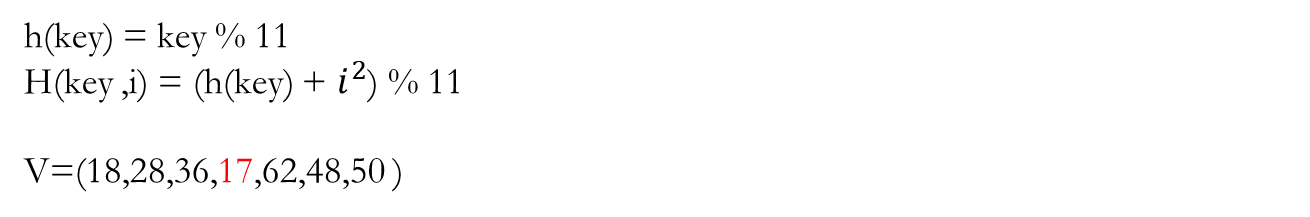 h(key) = key % 11
H(key ,i) = (h(key) + 𝑖²) % 11
V=(18,28,36,17,62,48,50 )